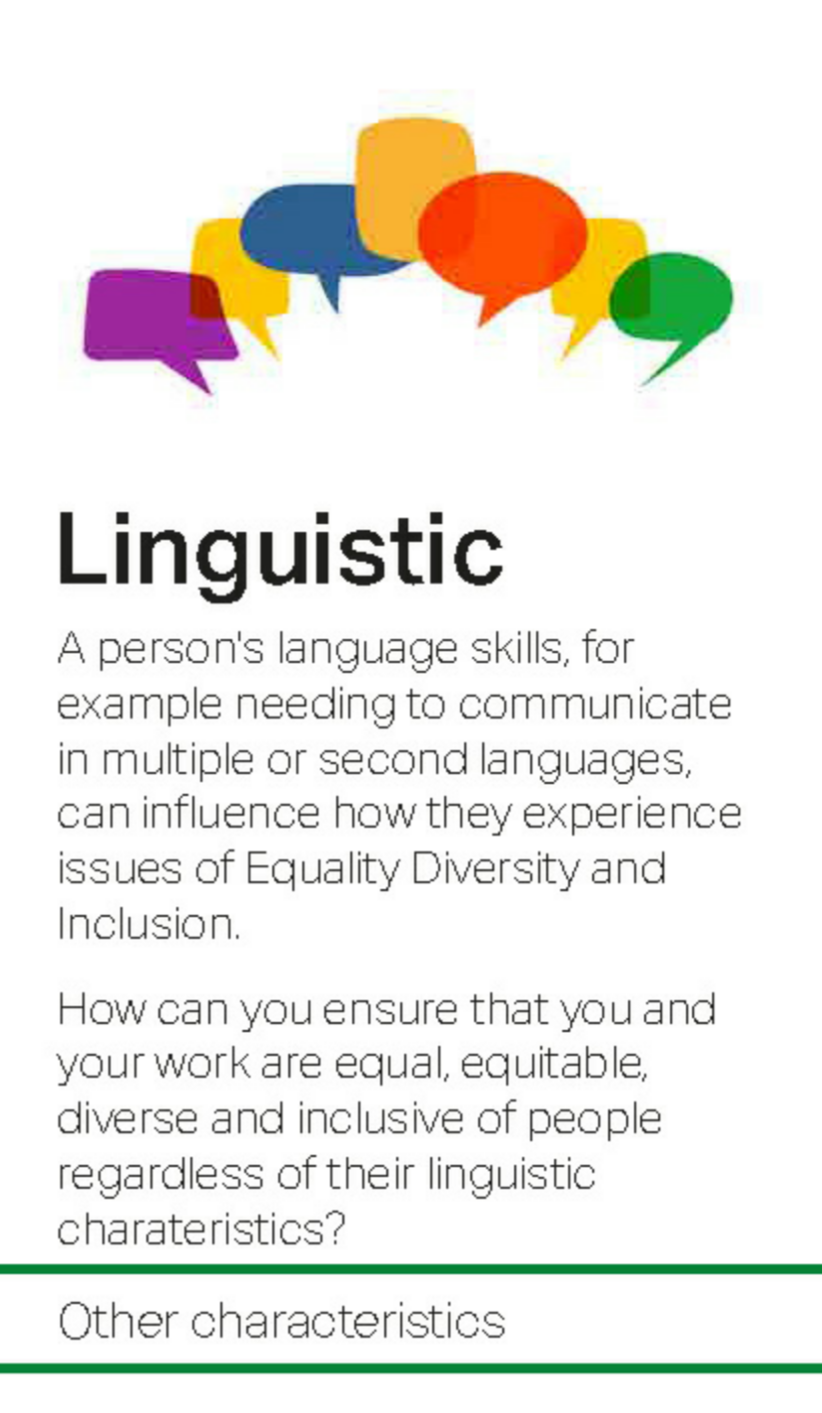 Linguistic
A person's language skills, for
example needing to communicate
in multiple or second languages,
can influence how they experience
issues of Equality Diversity and
Inclusion.
How can you ensure that you and
your work are equal, equitable,
diverse and inclusive of people
regardless of their linguistic
charateristics?
Other characteristics